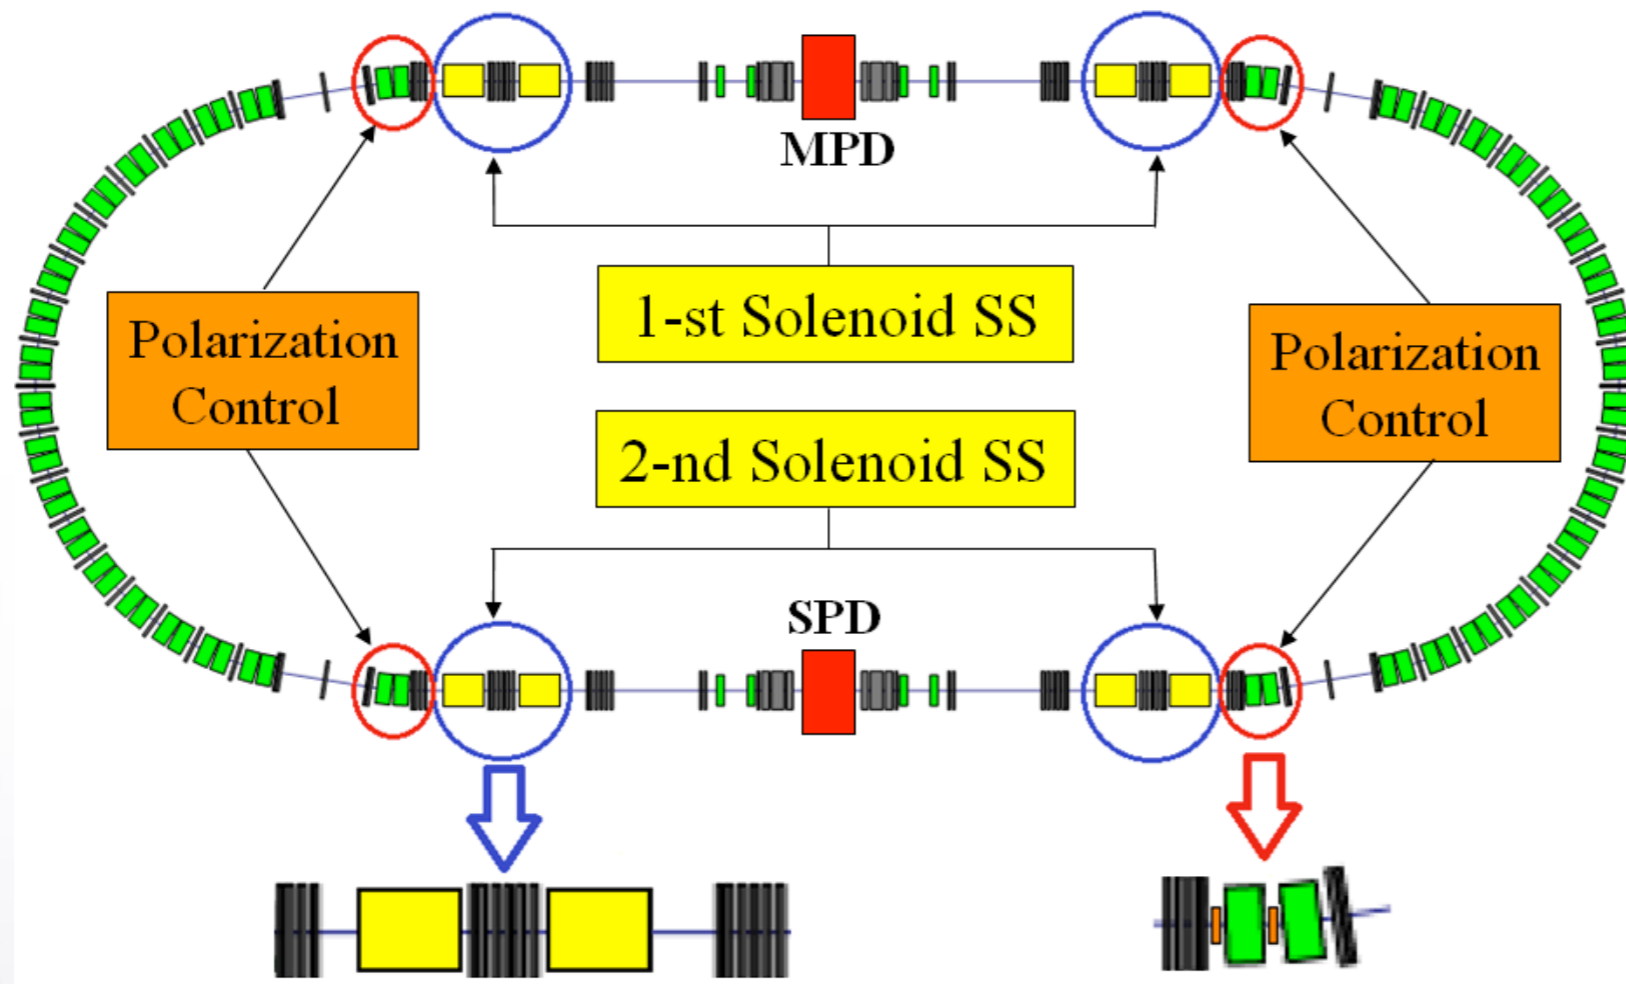 MPD
1-st Solenoid SS
Polarization
Control
Polarization
Control
2-nd Solenoid SS
SPD